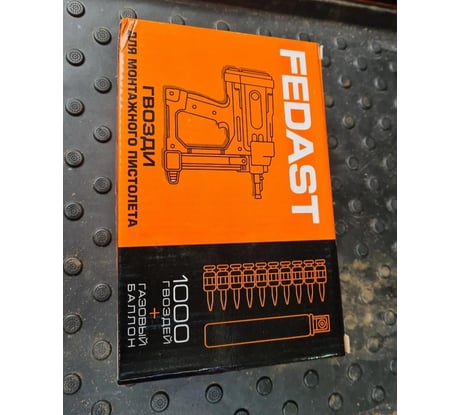 FEDAST
ГВОЗДИ
ДЛЯ МОНТАЖНОГО ПИСТОЛЕТА
1000
ГВОЗДЕЙ
+
ГАЗОВЫЙ
БАЛЛОН